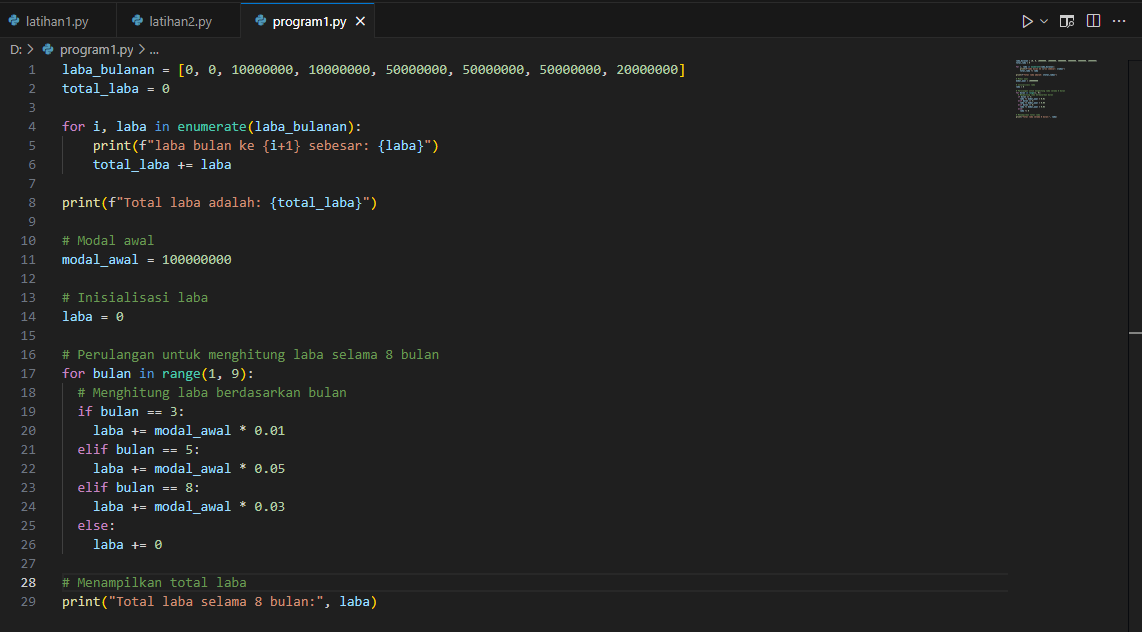 latihan1.py latihan2.py program1.py
D: > program1.py > ...
1 laba_bulanan = [0, 0, 10000000, 10000000, 50000000, 50000000, 50000000, 20000000]
2 total_laba = 0
3
4 for i, laba in enumerate(laba_bulanan):
5     print(f"laba bulan ke {i+1} sebesar: {laba}")
6     total_laba += laba
7
8 print(f"Total laba adalah: {total_laba}")
9
10 # Modal awal
11 modal_awal = 100000000
12
13 # Inisialisasi laba
14 laba = 0
15
16 # Perulangan untuk menghitung laba selama 8 bulan
17 for bulan in range(1, 9):
18   # Menghitung laba berdasarkan bulan
19   if bulan == 3:
20     laba += modal_awal * 0.01
21   elif bulan == 5:
22     laba += modal_awal * 0.05
23   elif bulan == 8:
24     laba += modal_awal * 0.03
25   else:
26     laba += 0
27
28 # Menampilkan total laba
29 print("Total laba selama 8 bulan:", laba)